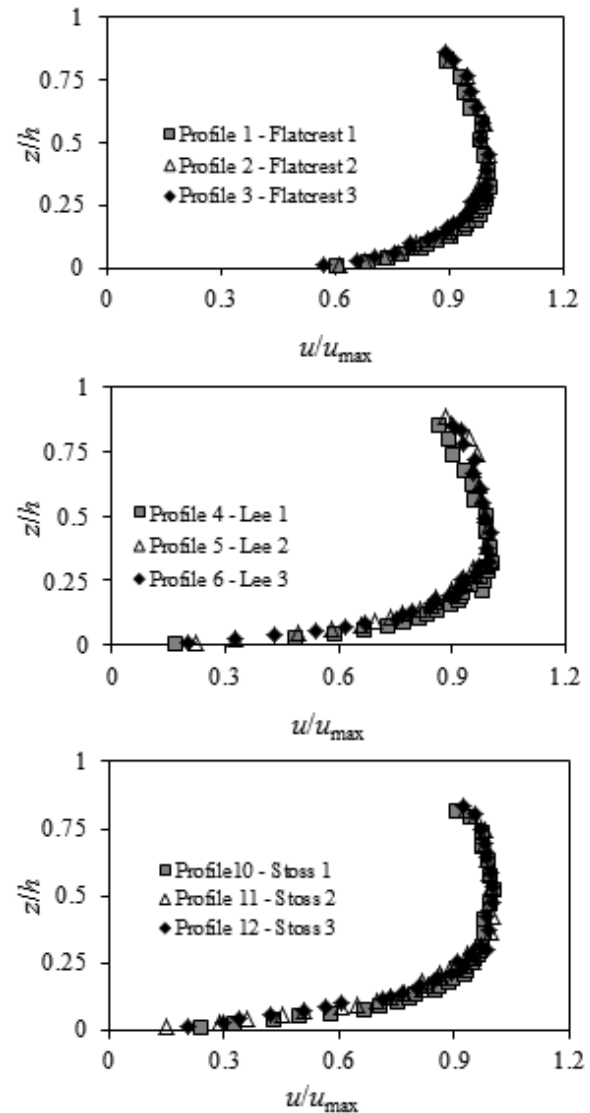 1
0.75
z/h
0.5
0.25
0
Profile 1 - Flatcrest 1
Profile 2 - Flatcrest 2
Profile 3 - Flatcrest 3
0 0.3 0.6 0.9 1.2
u/umax
1
0.75
z/h
0.5
0.25
0
Profile 4 - Lee 1
Profile 5 - Lee 2
Profile 6 - Lee 3
0 0.3 0.6 0.9 1.2
u/umax
1
0.75
z/h
0.5
0.25
0
Profile10 - Stoss 1
Profile 11 - Stoss 2
Profile 12 - Stoss 3
0 0.3 0.6 0.9 1.2
u/umax